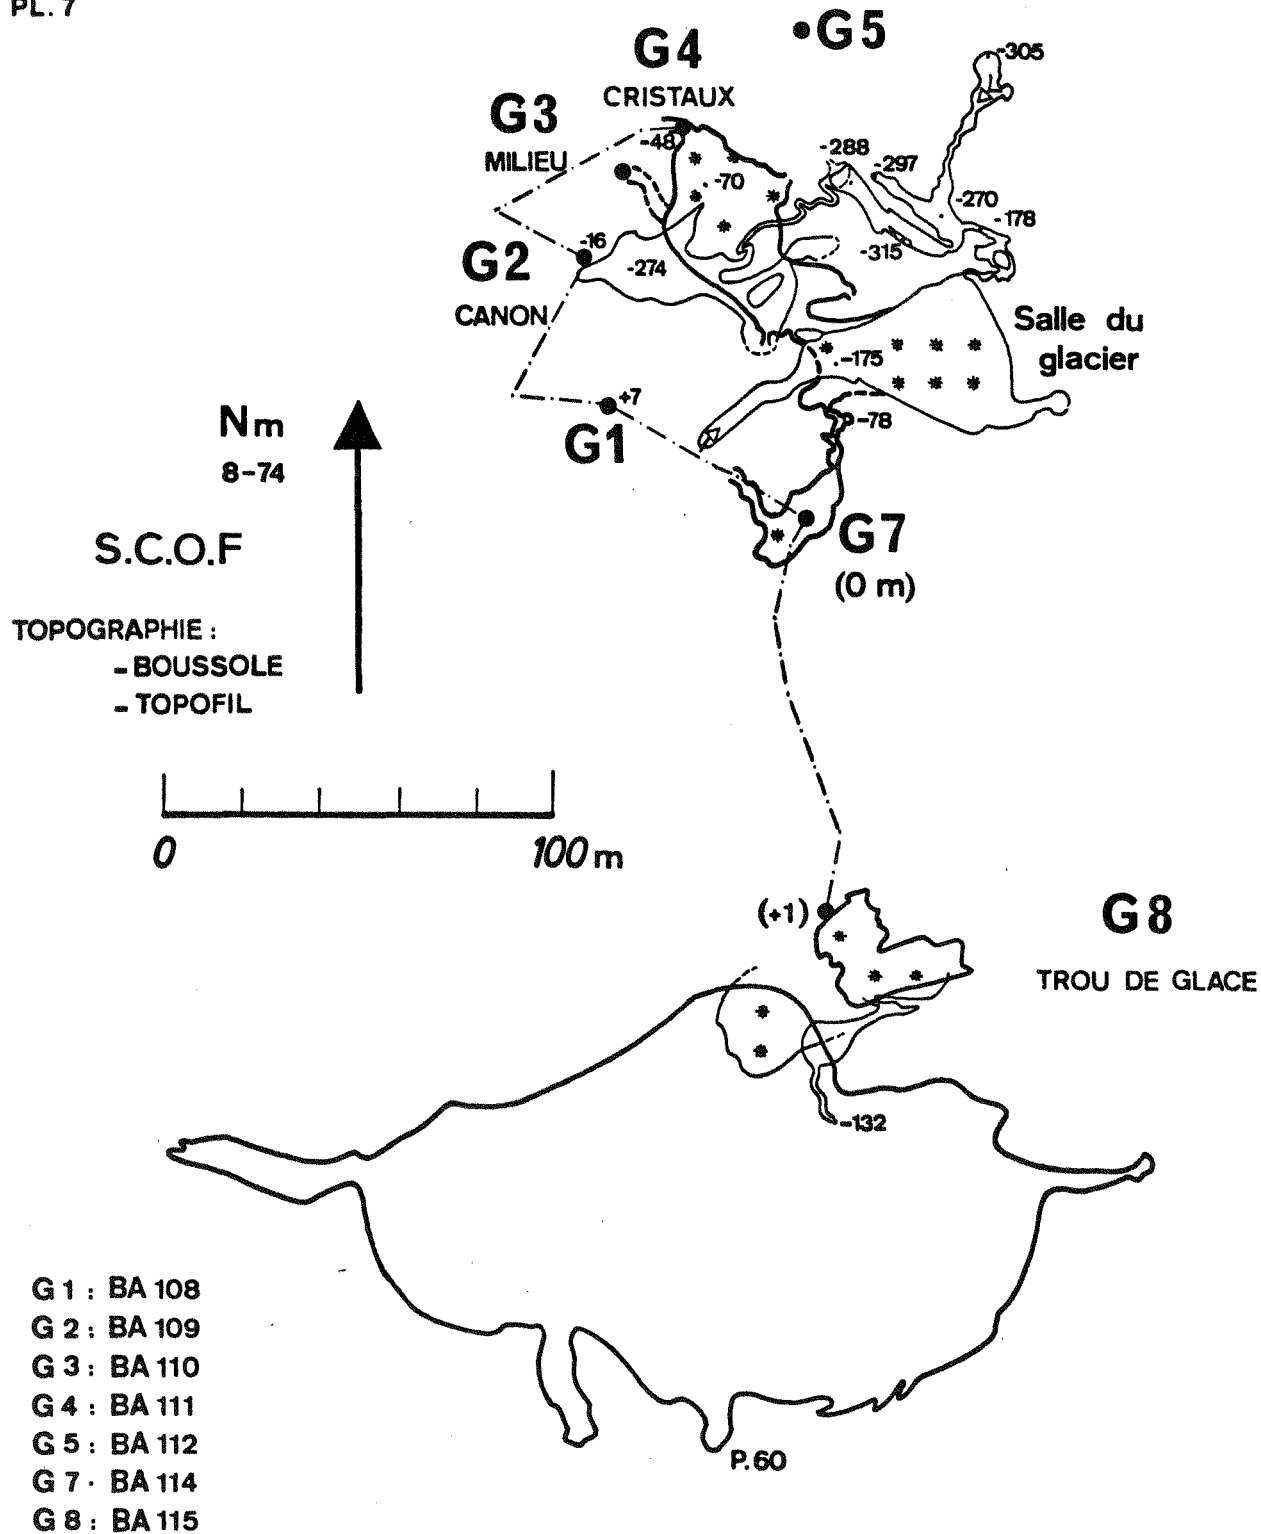 PL. 7
•G5
G4
CRISTAUX
-305
G3
MILIEU
-48
-288
-297
-70
-270
-178
-16
G2
-274
-315
CANON
Salle du
glacier
-175
+7
-78
G1
Nm
8-74
G7
(0 m)
S.C.O.F
TOPOGRAPHIE :
- BOUSSOLE
- TOPOFIL
0 100 m
(+1)
G8
TROU DE GLACE
-132
P.60
G 1 : BA 108
G 2 : BA 109
G 3 : BA 110
G 4 : BA 111
G 5 : BA 112
G 7 · BA 114
G 8 : BA 115